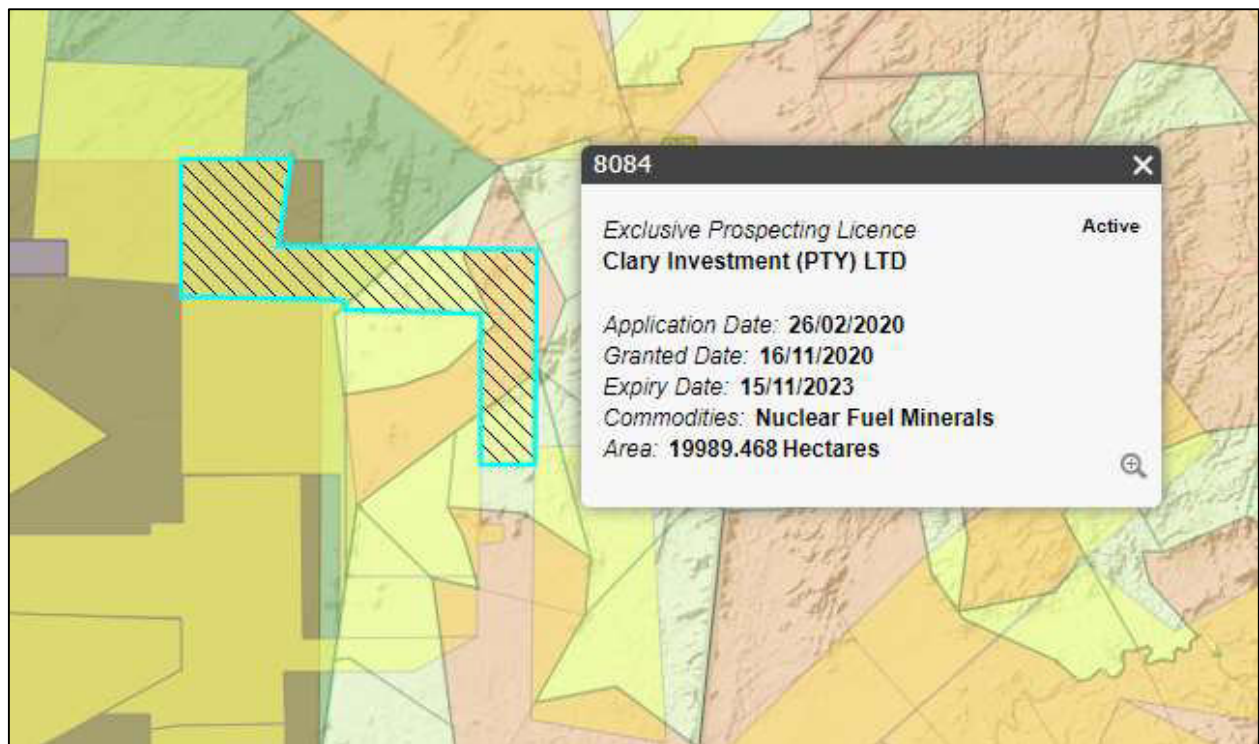 8084
Exclusive Prospecting Licence Active
Clary Investment (PTY) LTD
Application Date: 26/02/2020
Granted Date: 16/11/2020
Expiry Date: 15/11/2023
Commodities: Nuclear Fuel Minerals
Area: 19989.468 Hectares